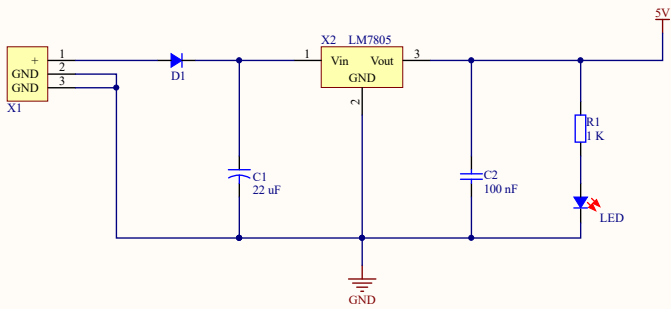 5V
X2 LM7805
+ 1
GND 2
GND 3
X1
D1
1 Vin Vout 3
GND
2
C1
22 uF
C2
100 nF
R1
1 K
LED
GND